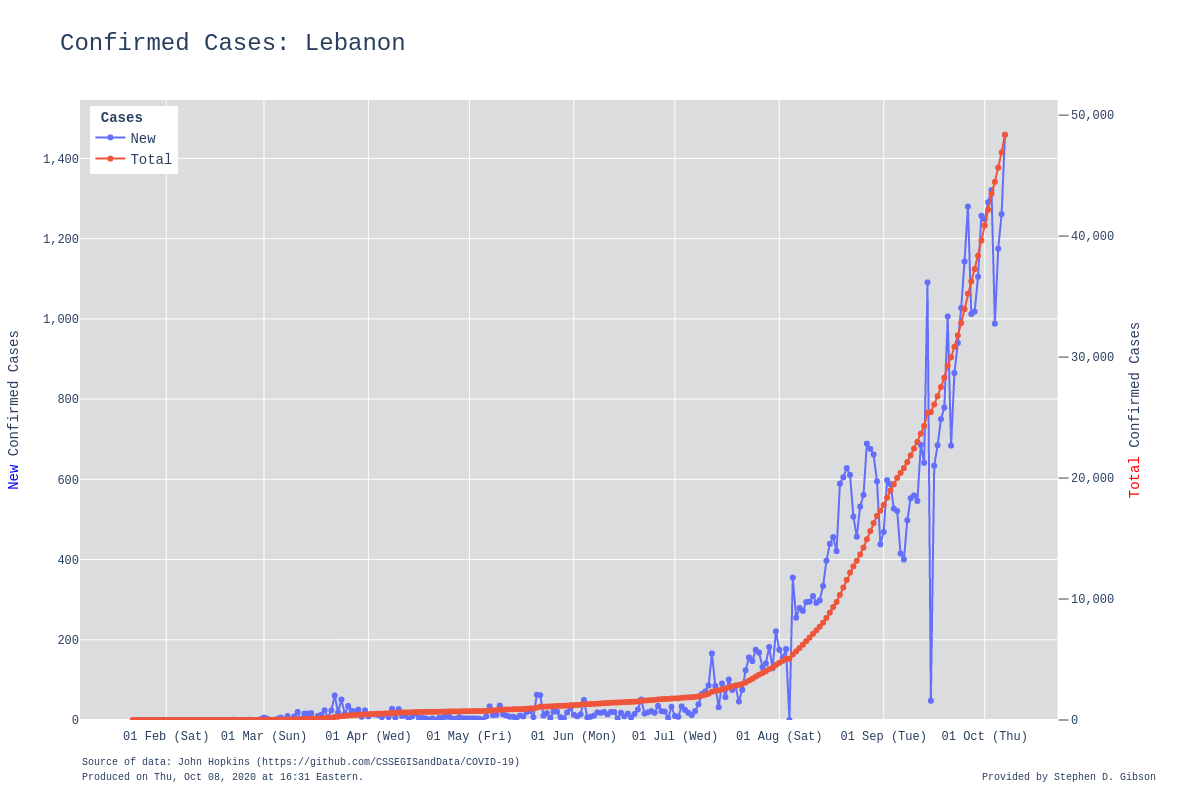 Confirmed Cases: Lebanon
Cases
New
Total
1,400
1,200
1,000
800
600
400
200
0
50,000
40,000
30,000
20,000
10,000
0
New Confirmed Cases
Total Confirmed Cases
01 Feb (Sat) 01 Mar (Sun) 01 Apr (Wed) 01 May (Fri) 01 Jun (Mon) 01 Jul (Wed) 01 Aug (Sat) 01 Sep (Tue) 01 Oct (Thu)
Source of data: John Hopkins (https://github.com/CSSEGISandData/COVID-19)
Produced on Thu, Oct 08, 2020 at 16:31 Eastern.
Provided by Stephen D. Gibson